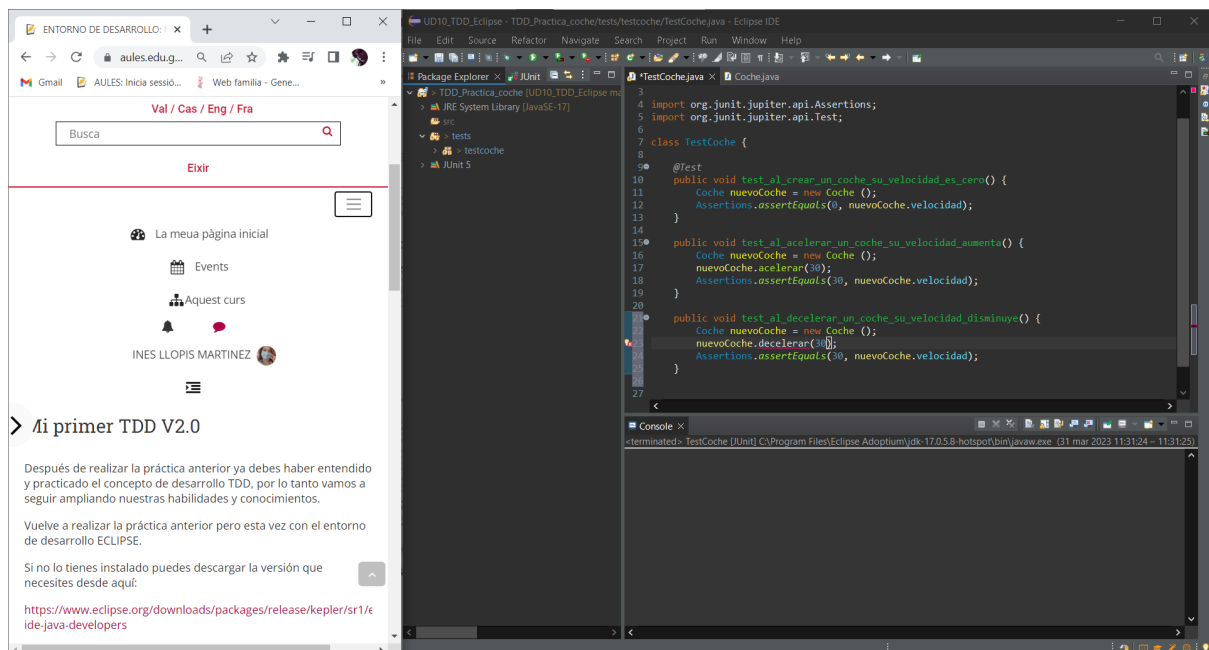 ENTORNO DE DESARROLLO:
aules.edu.g...
Gmail
AULES: Inicia sessió...
Web familia - Gene...
»
Val / Cas / Eng / Fra
Busca
Eixir
La meua pàgina inicial
Events
Aquest curs
INES LLOPIS MARTINEZ
Mi primer TDD V2.0
Después de realizar la práctica anterior ya debes haber entendido
y practicado el concepto de desarrollo TDD, por lo tanto vamos a
seguir ampliando nuestras habilidades y conocimientos.
Vuelve a realizar la práctica anterior pero esta vez con el entorno
de desarrollo ECLIPSE.
Si no lo tienes instalado puedes descargar la versión que
necesites desde aquí:
https://www.eclipse.org/downloads/packages/release/kepler/sr1/e
ide-java-developers
UD10_TDD_Eclipse - TDD_Practica_coche/tests/testcoche/TestCoche.java - Eclipse IDE
File Edit Source Refactor Navigate Search Project Run Window Help
Package Explorer
JUnit
> TDD_Practica_coche [UD10_TDD_Eclipse ma
JRE System Library [JavaSE-17]
src
> tests
> testcoche
JUnit 5
*TestCoche.java
Coche.java
3
4 import org.junit.jupiter.api.Assertions;
5 import org.junit.jupiter.api.Test;
6
7 class TestCoche {
8
9 @Test
10 public void test_al_crear_un_coche_su_velocidad_es_cero() {
11 Coche nuevoCoche = new Coche ();
12 Assertions.assertEquals(0, nuevoCoche.velocidad);
13 }
14
15 public void test_al_acelerar_un_coche_su_velocidad_aumenta() {
16 Coche nuevoCoche = new Coche ();
17 nuevoCoche.acelerar(30);
18 Assertions.assertEquals(30, nuevoCoche.velocidad);
19 }
20
21 public void test_al_decelerar_un_coche_su_velocidad_disminuye() {
22 Coche nuevoCoche = new Coche ();
23 nuevoCoche.decelerar(30);
24 Assertions.assertEquals(30, nuevoCoche.velocidad);
25 }
26
27
Console
<terminated> TestCoche [JUnit] C:\Program Files\Eclipse Adoptium\jdk-17.0.5.8-hotspot\bin\javaw.exe (31 mar 2023 11:31:24 – 11:31:25)